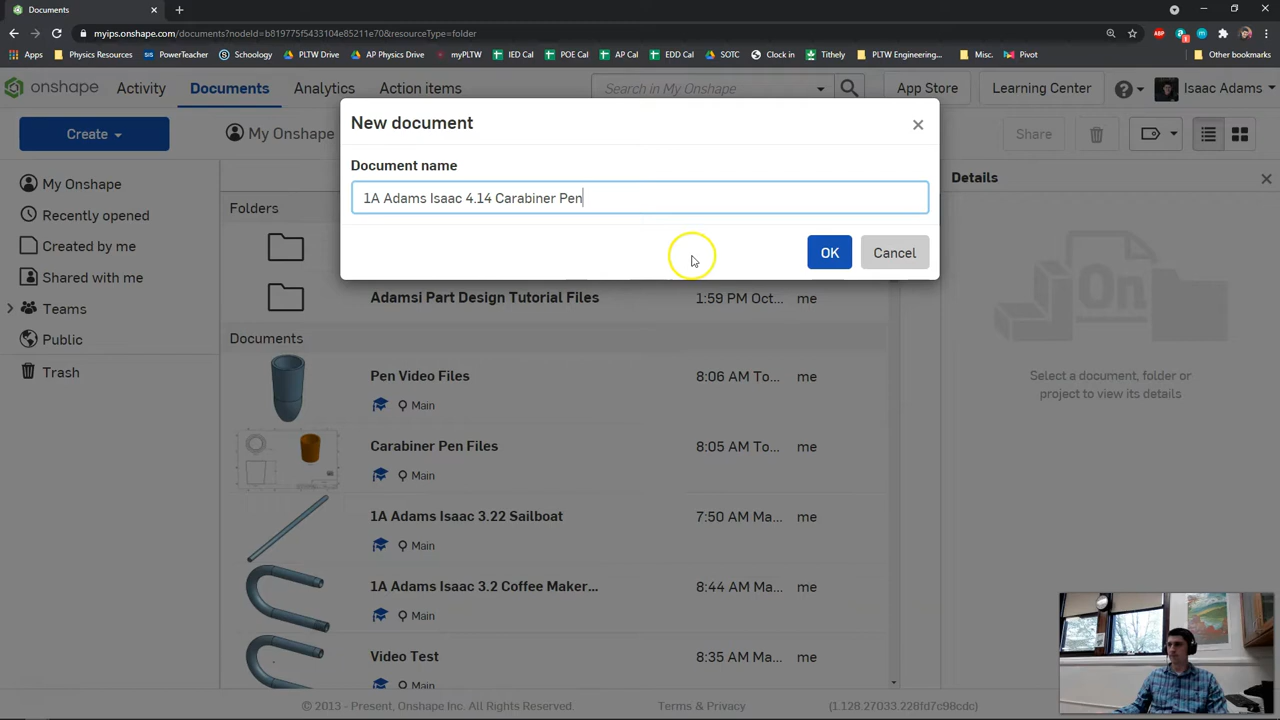 Documents
myips.onshape.com/documents?nodeId=b819775f5433104e85211e70&resourceType=folder
Apps Physics Resources PowerTeacher Schoology PLTW Drive AP Physics Drive myPLTW IED Cal POE Cal AP Cal EDD Cal SOTC Clock in Tithely PLTW Engineering... Misc. Pivot Other bookmarks
onshape Activity Documents Analytics Action items Search in My Onshape App Store Learning Center Isaac Adams
Create My Onshape Share
New document
Document name
1A Adams Isaac 4.14 Carabiner Pen
OK Cancel
My Onshape
Recently opened
Created by me
Shared with me
Teams
Public
Trash
Folders
Adamsi Part Design Tutorial Files 1:59 PM Oct... me
Documents
Pen Video Files 8:06 AM To... me
Main
Carabiner Pen Files 8:05 AM To... me
Main
1A Adams Isaac 3.22 Sailboat 7:50 AM Ma... me
Main
1A Adams Isaac 3.2 Coffee Maker... 8:44 AM Ma... me
Main
Video Test 8:35 AM Ma... me
Main
Details
On
Select a document, folder or
project to view its details
© 2013 - Present, Onshape Inc. All Rights Reserved. Terms & Privacy (1.128.27033.228fd7c98cdc)